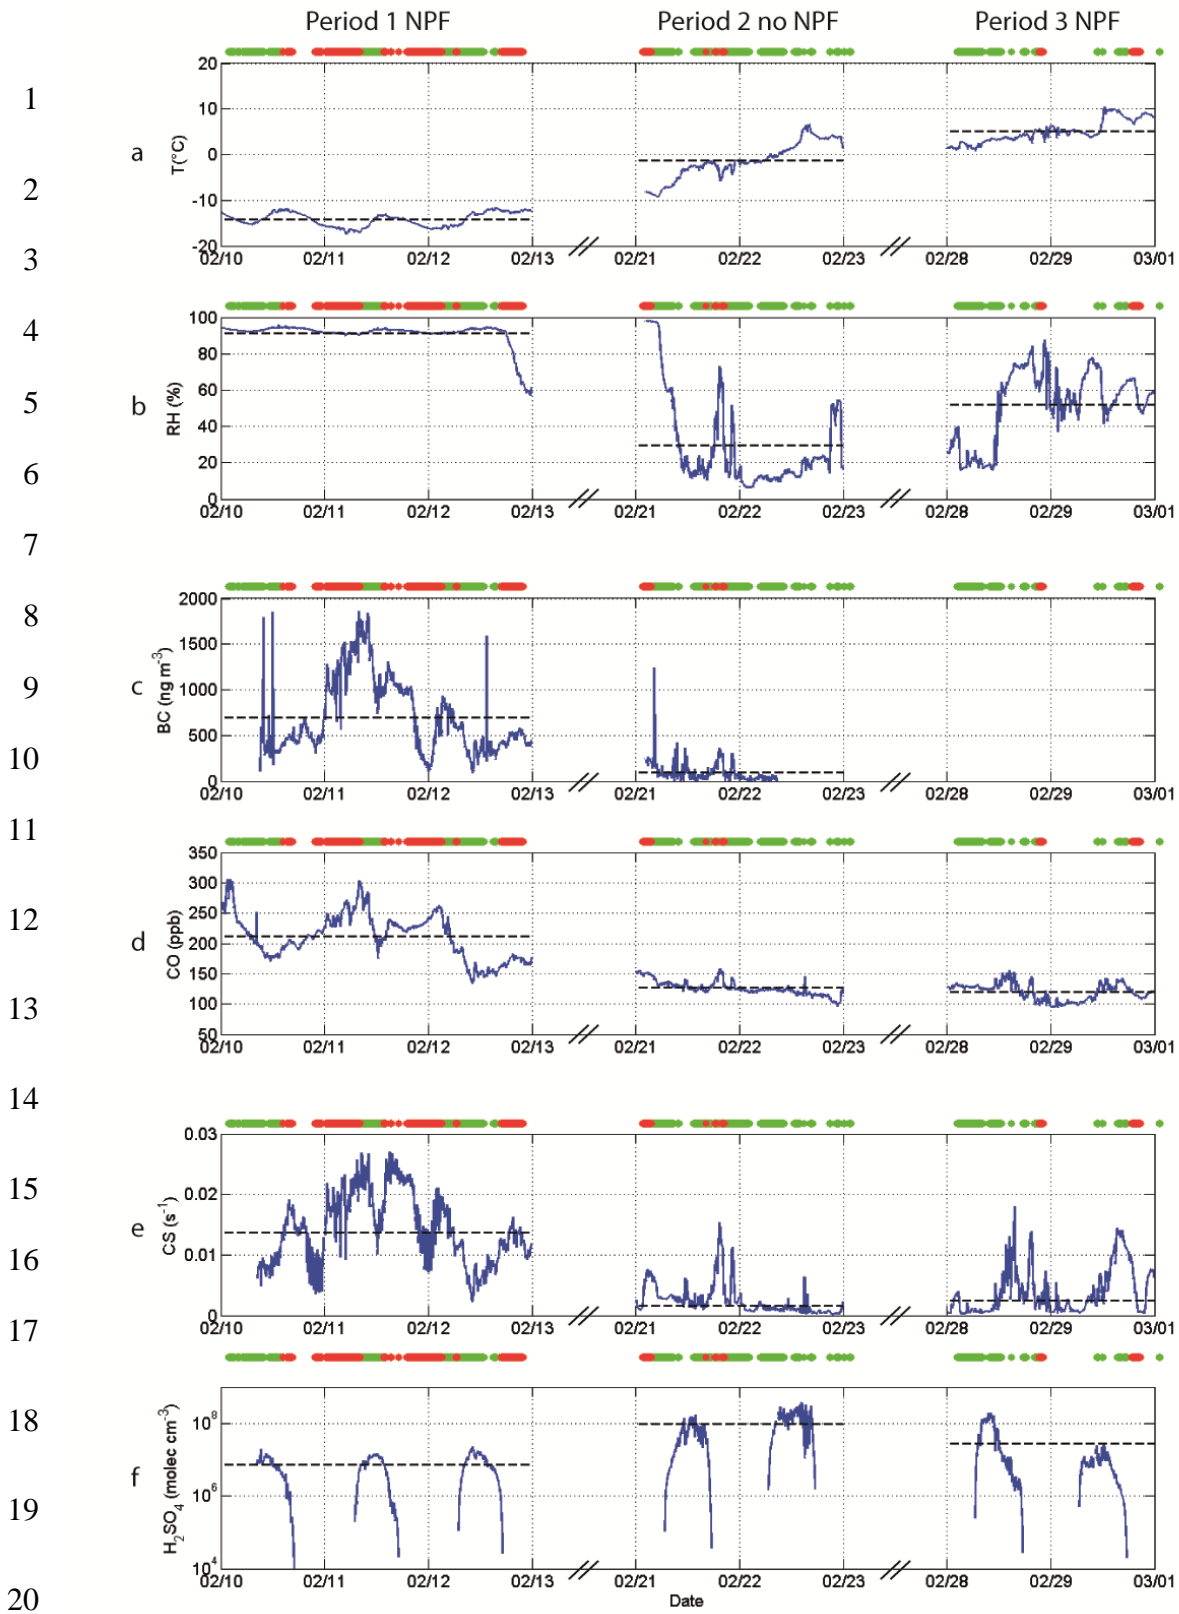 Period 1 NPF Period 2 no NPF Period 3 NPF
1
2
3
4
5
6
7
8
9
10
11
12
13
14
15
16
17
18
19
20
a
T(°C)
20
10
0
-10
-20
02/10 02/11 02/12 02/13 02/21 02/22 02/23 02/28 02/29 03/01
b
RH (%)
100
80
60
40
20
0
02/10 02/11 02/12 02/13 02/21 02/22 02/23 02/28 02/29 03/01
c
BC (ng m-3)
2000
1500
1000
500
0
02/10 02/11 02/12 02/13 02/21 02/22 02/23 02/28 02/29 03/01
d
CO (ppb)
350
300
250
200
150
100
50
02/10 02/11 02/12 02/13 02/21 02/22 02/23 02/28 02/29 03/01
e
CS (s-1)
0.03
0.02
0.01
0
02/10 02/11 02/12 02/13 02/21 02/22 02/23 02/28 02/29 03/01
f
H2SO4 (molec cm-3)
10^8
10^6
10^4
02/10 02/11 02/12 02/13 02/21 02/22 02/23 02/28 02/29 03/01
Date